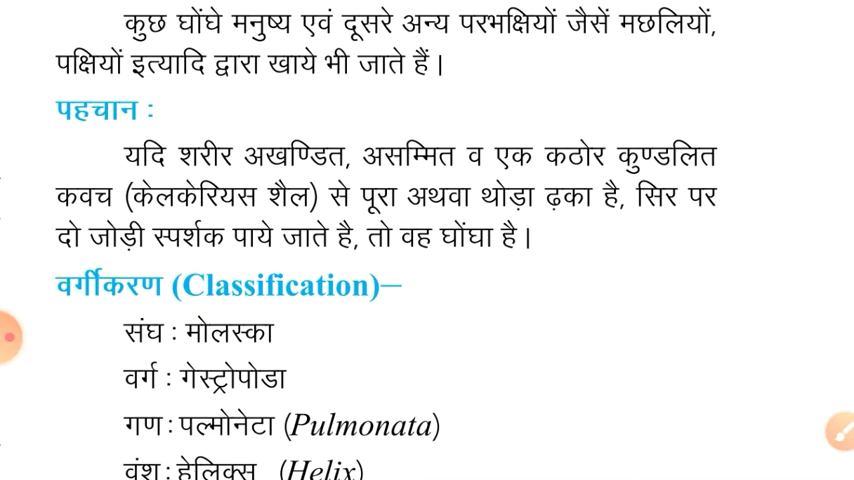 कुछ घोंघे मनुष्य एवं दूसरे अन्य परभक्षियों जैसें मछलियों,
पक्षियों इत्यादि द्वारा खाये भी जाते हैं।
पहचान :
यदि शरीर अखण्डित, असम्मित व एक कठोर कुण्डलित
कवच (केलकेरियस शैल) से पूरा अथवा थोड़ा ढ़का है, सिर पर
दो जोड़ी स्पर्शक पाये जाते है, तो वह घोंघा है।
वर्गीकरण (Classification)–
संघ : मोलस्का
वर्ग : गेस्ट्रोपोडा
गण : पल्मोनेटा (Pulmonata)
वंश : हेलिक्स (Helix)